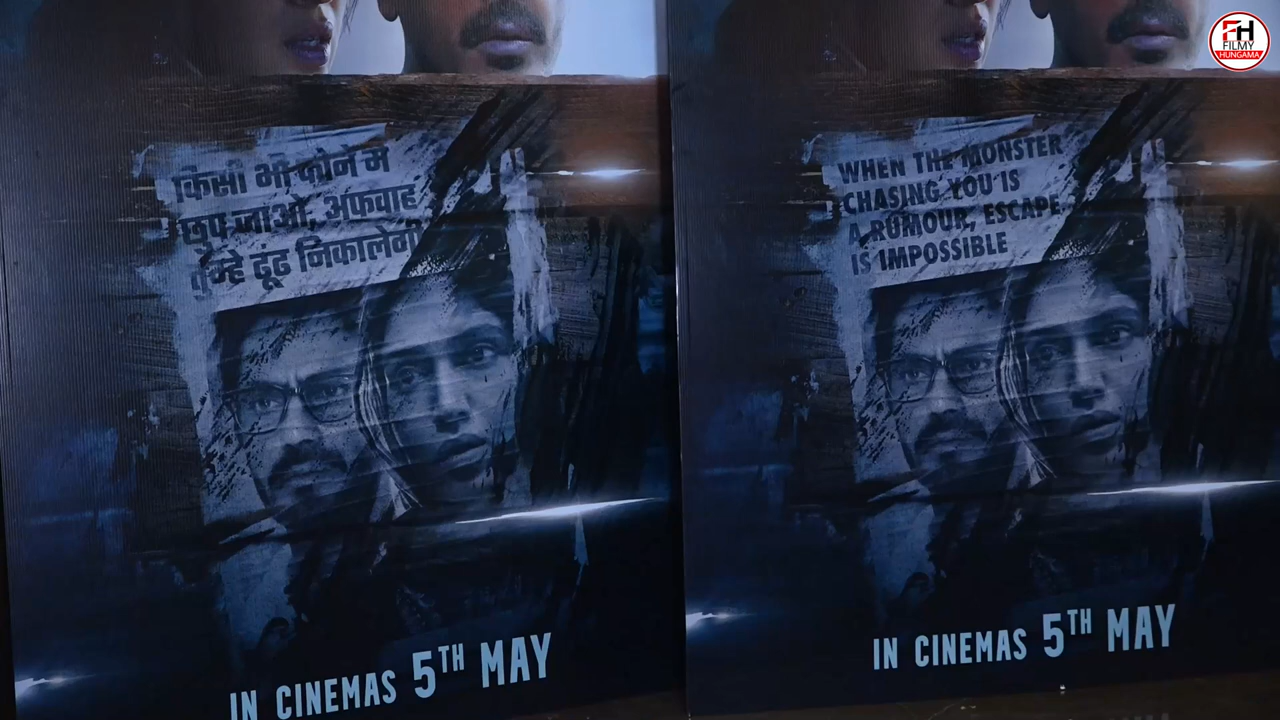 किसी भी कोने में
छुप जाओ, अफवाह
तुम्हे ढूंढ निकालेगी
IN CINEMAS 5TH MAY
WHEN THE MONSTER
CHASING YOU IS
A RUMOUR, ESCAPE
IS IMPOSSIBLE
IN CINEMAS 5TH MAY
FH
FILMY
HUNGAMA